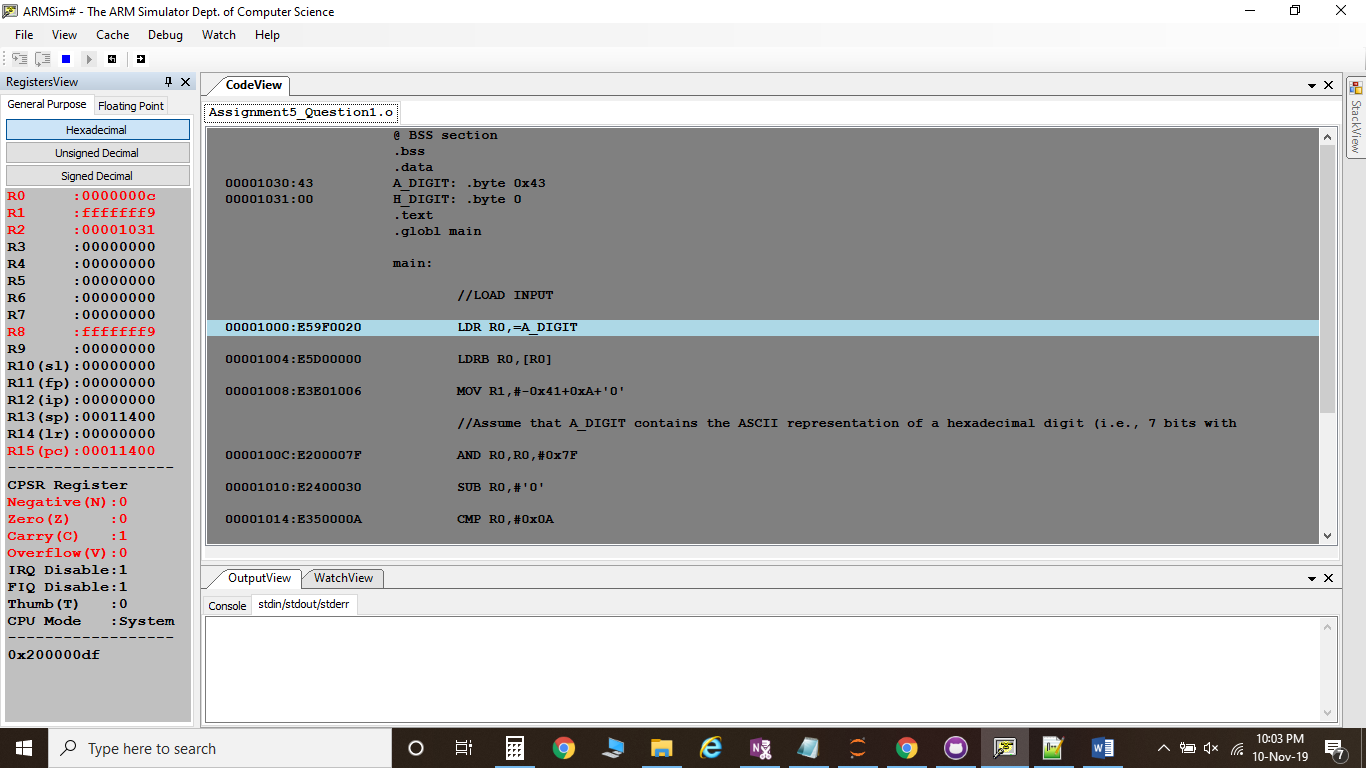 ARMSim# - The ARM Simulator Dept. of Computer Science
File View Cache Debug Watch Help
RegistersView
General Purpose Floating Point
Hexadecimal
Unsigned Decimal
Signed Decimal
R0 :0000000c
R1 :fffffff9
R2 :00001031
R3 :00000000
R4 :00000000
R5 :00000000
R6 :00000000
R7 :00000000
R8 :fffffff9
R9 :00000000
R10(sl):00000000
R11(fp):00000000
R12(ip):00000000
R13(sp):00011400
R14(lr):00000000
R15(pc):00011400
------------------
CPSR Register
Negative(N):0
Zero(Z) :0
Carry(C) :1
Overflow(V):0
IRQ Disable:1
FIQ Disable:1
Thumb(T) :0
CPU Mode :System
------------------
0x200000df
CodeView
Assignment5_Question1.o
@ BSS section
.bss
.data
00001030:43 A_DIGIT: .byte 0x43
00001031:00 H_DIGIT: .byte 0
.text
.globl main
main:
//LOAD INPUT
00001000:E59F0020 LDR R0,=A_DIGIT
00001004:E5D00000 LDRB R0,[R0]
00001008:E3E01006 MOV R1,#-0x41+0xA+'0'
//Assume that A_DIGIT contains the ASCII representation of a hexadecimal digit (i.e., 7 bits with
0000100C:E200007F AND R0,R0,#0x7F
00001010:E2400030 SUB R0,#'0'
00001014:E350000A CMP R0,#0x0A
OutputView WatchView
Console stdin/stdout/stderr
StackView
Type here to search
10:03 PM
10-Nov-19
7